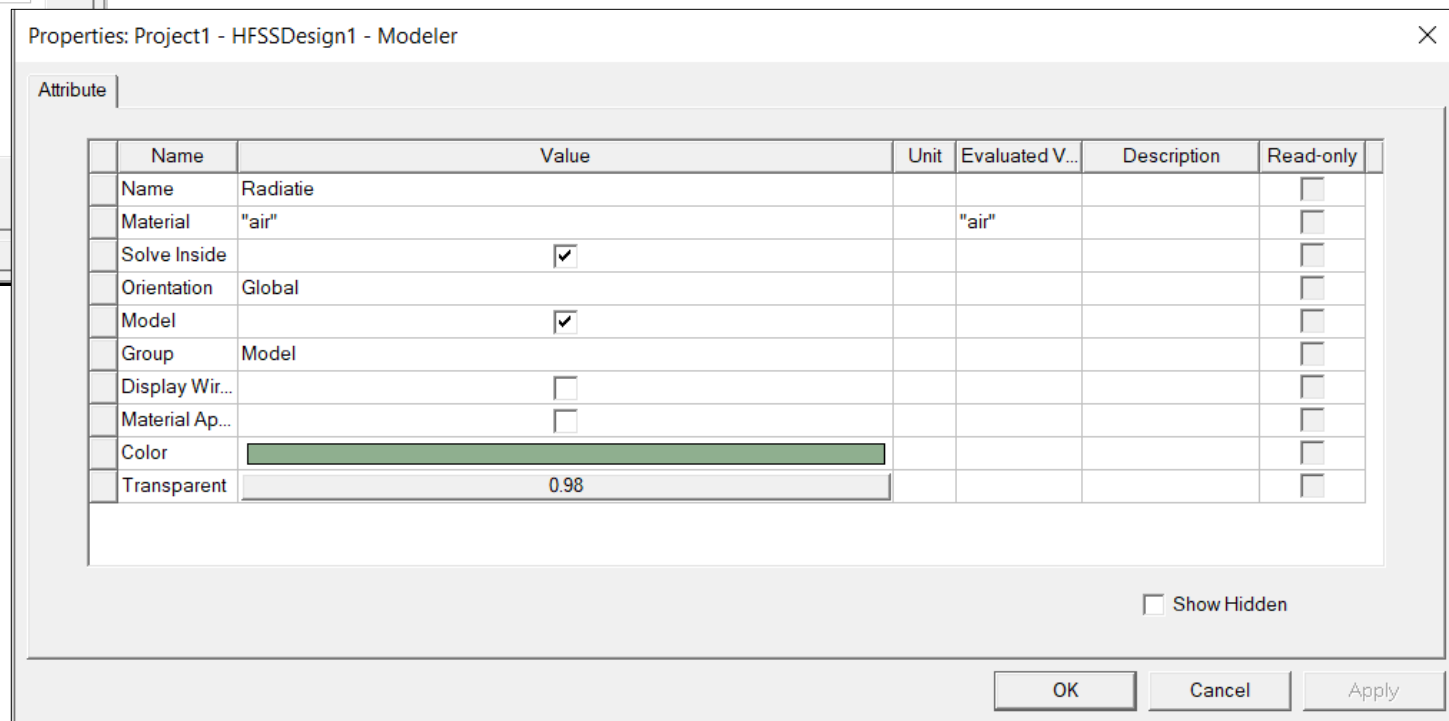 Properties: Project1 - HFSSDesign1 - Modeler
Attribute
Name Value Unit Evaluated V... Description Read-only
Name Radiatie
Material "air" "air"
Solve Inside
Orientation Global
Model
Group Model
Display Wir...
Material Ap...
Color
Transparent 0.98
Show Hidden
OK Cancel Apply